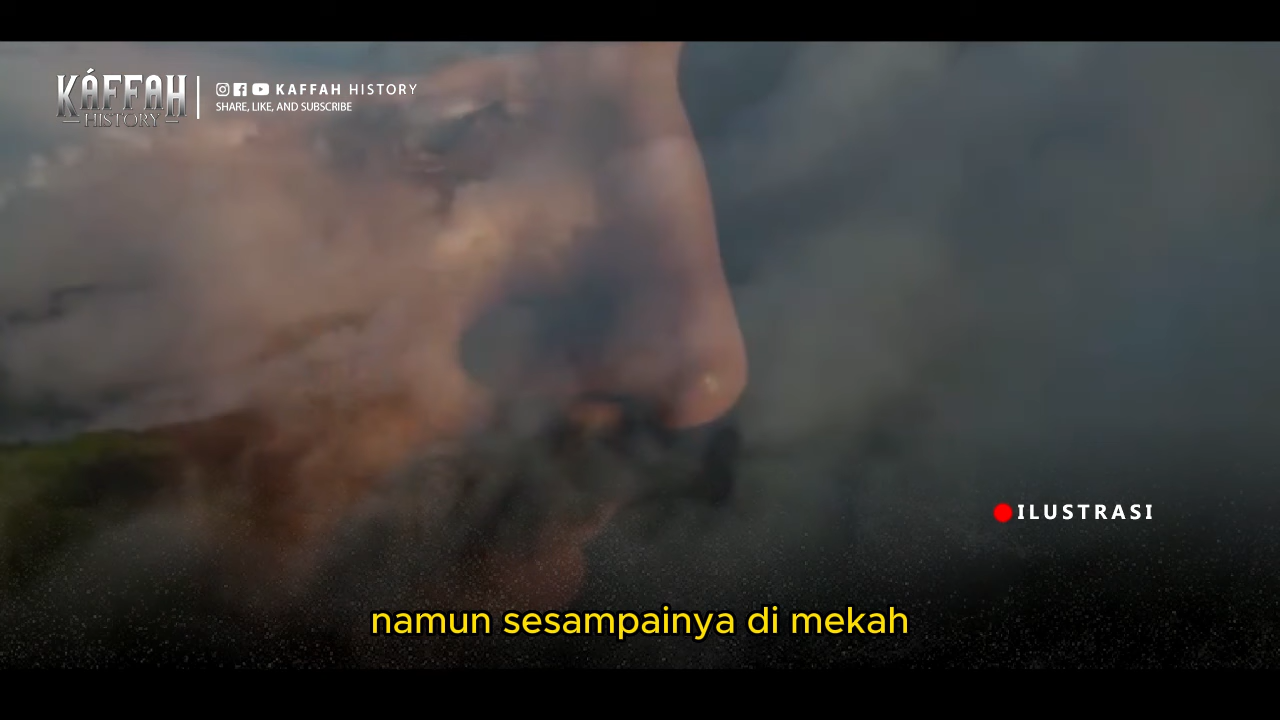 KÁFFAH
HISTORY
KAFFAH HISTORY
SHARE, LIKE, AND SUBSCRIBE
ILUSTRASI
namun sesampainya di mekah